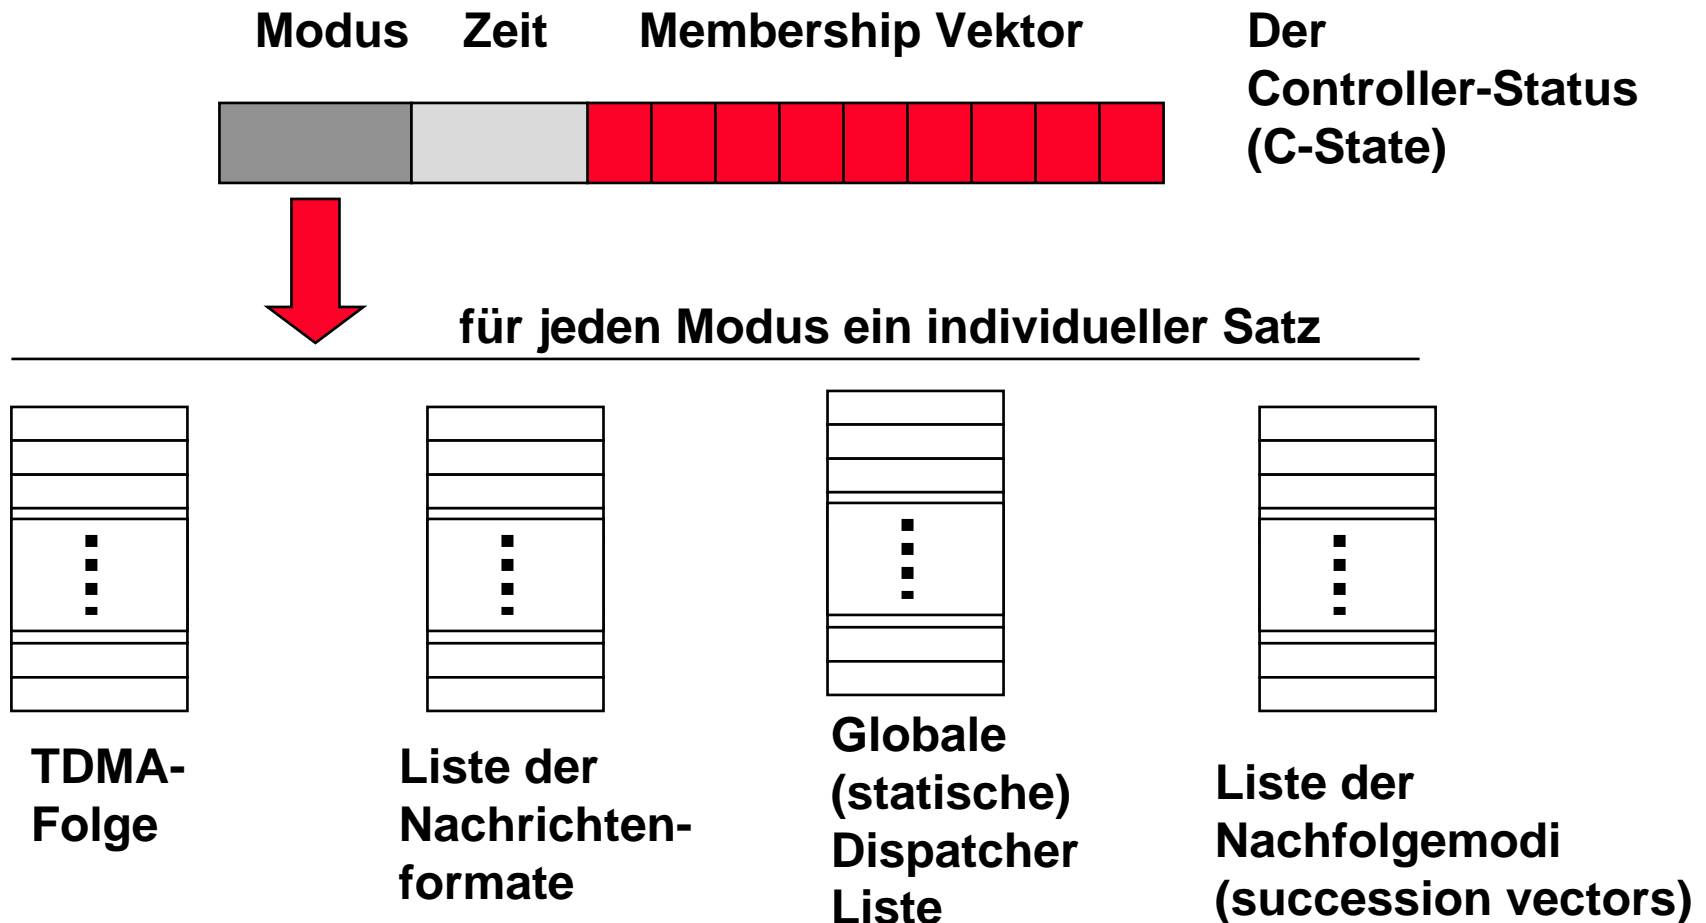 Modus
Zeit
Membership Vektor
Der
Controller-Status
(C-State)
für jeden Modus ein individueller Satz
TDMA-
Folge
Liste der
Nachrichten-
formate
Globale
(statische)
Dispatcher
Liste
Liste der
Nachfolgemodi
(succession vectors)